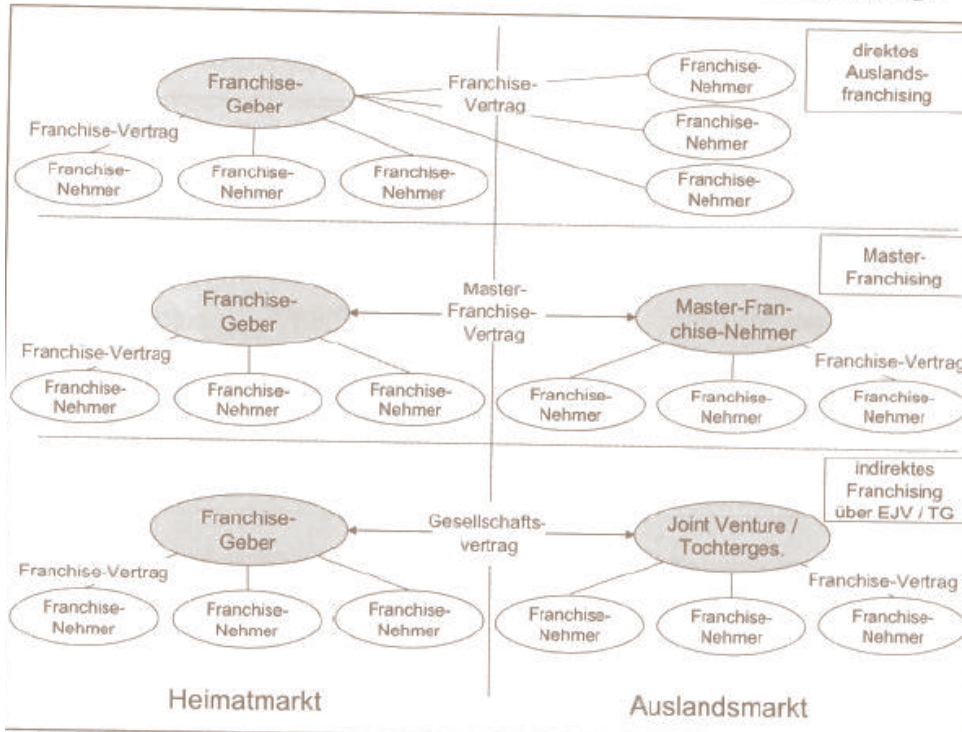 direktos
Auslands-
franchising
Franchise-
Geber
Franchise-
Vertrag
Franchise-
Nehmer
Franchise-
Nehmer
Franchise-
Nehmer
Franchise-Vertrag
Franchise-
Nehmer
Franchise-
Nehmer
Franchise-
Nehmer
Master-
Franchising
Franchise-
Geber
Master-
Franchise-
Vertrag
Master-Fran-
chise-Nehmer
Franchise-Vertrag
Franchise-
Nehmer
Franchise-
Nehmer
Franchise-
Nehmer
Franchise-Vertrag
Franchise-
Nehmer
Franchise-
Nehmer
Franchise-
Nehmer
indirektes
Franchising
über EJV / TG
Franchise-
Geber
Gesellschafts-
vertrag
Joint Venture /
Tochterges.
Franchise-Vertrag
Franchise-
Nehmer
Franchise-
Nehmer
Franchise-
Nehmer
Franchise-Vertrag
Franchise-
Nehmer
Franchise-
Nehmer
Franchise-
Nehmer
Heimatmarkt
Auslandsmarkt